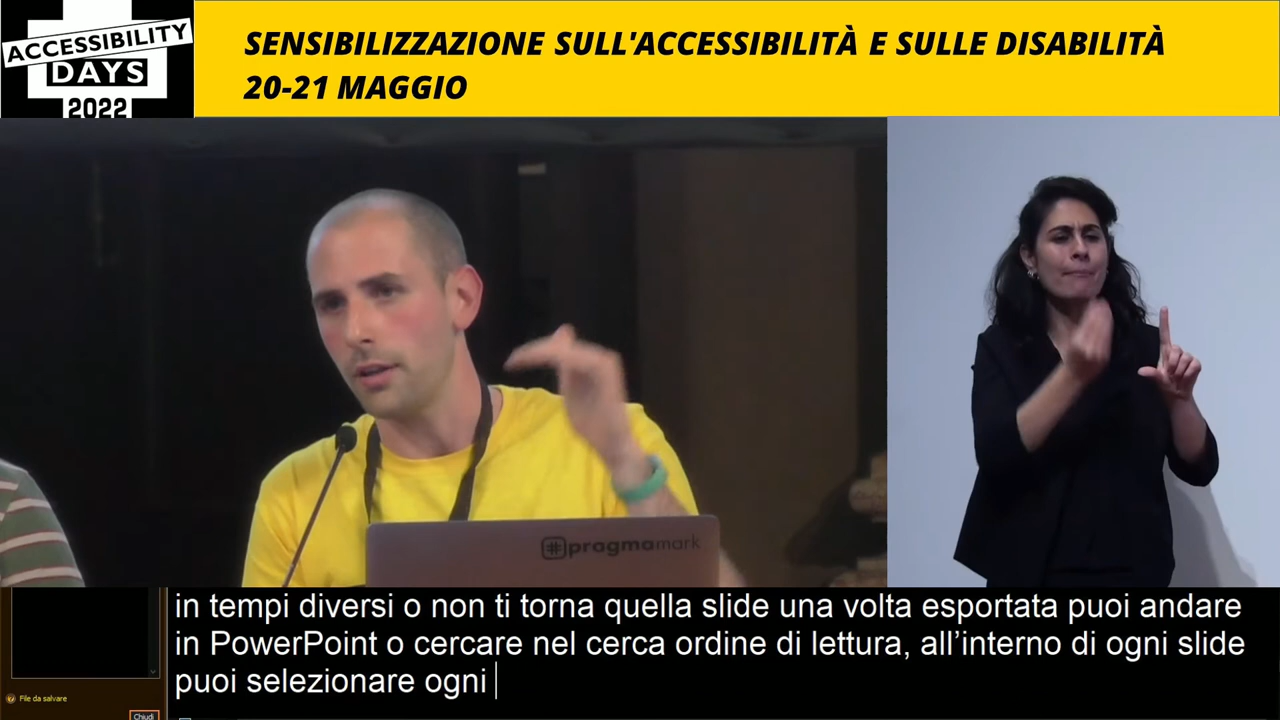 ACCESSIBILITY
DAYS
2022
SENSIBILIZZAZIONE SULL'ACCESSIBILITÀ E SULLE DISABILITÀ
20-21 MAGGIO
#pragmamark
in tempi diversi o non ti torna quella slide una volta esportata puoi andare
in PowerPoint o cercare nel cerca ordine di lettura, all’interno di ogni slide
puoi selezionare ogni
File da salvare
Chiudi